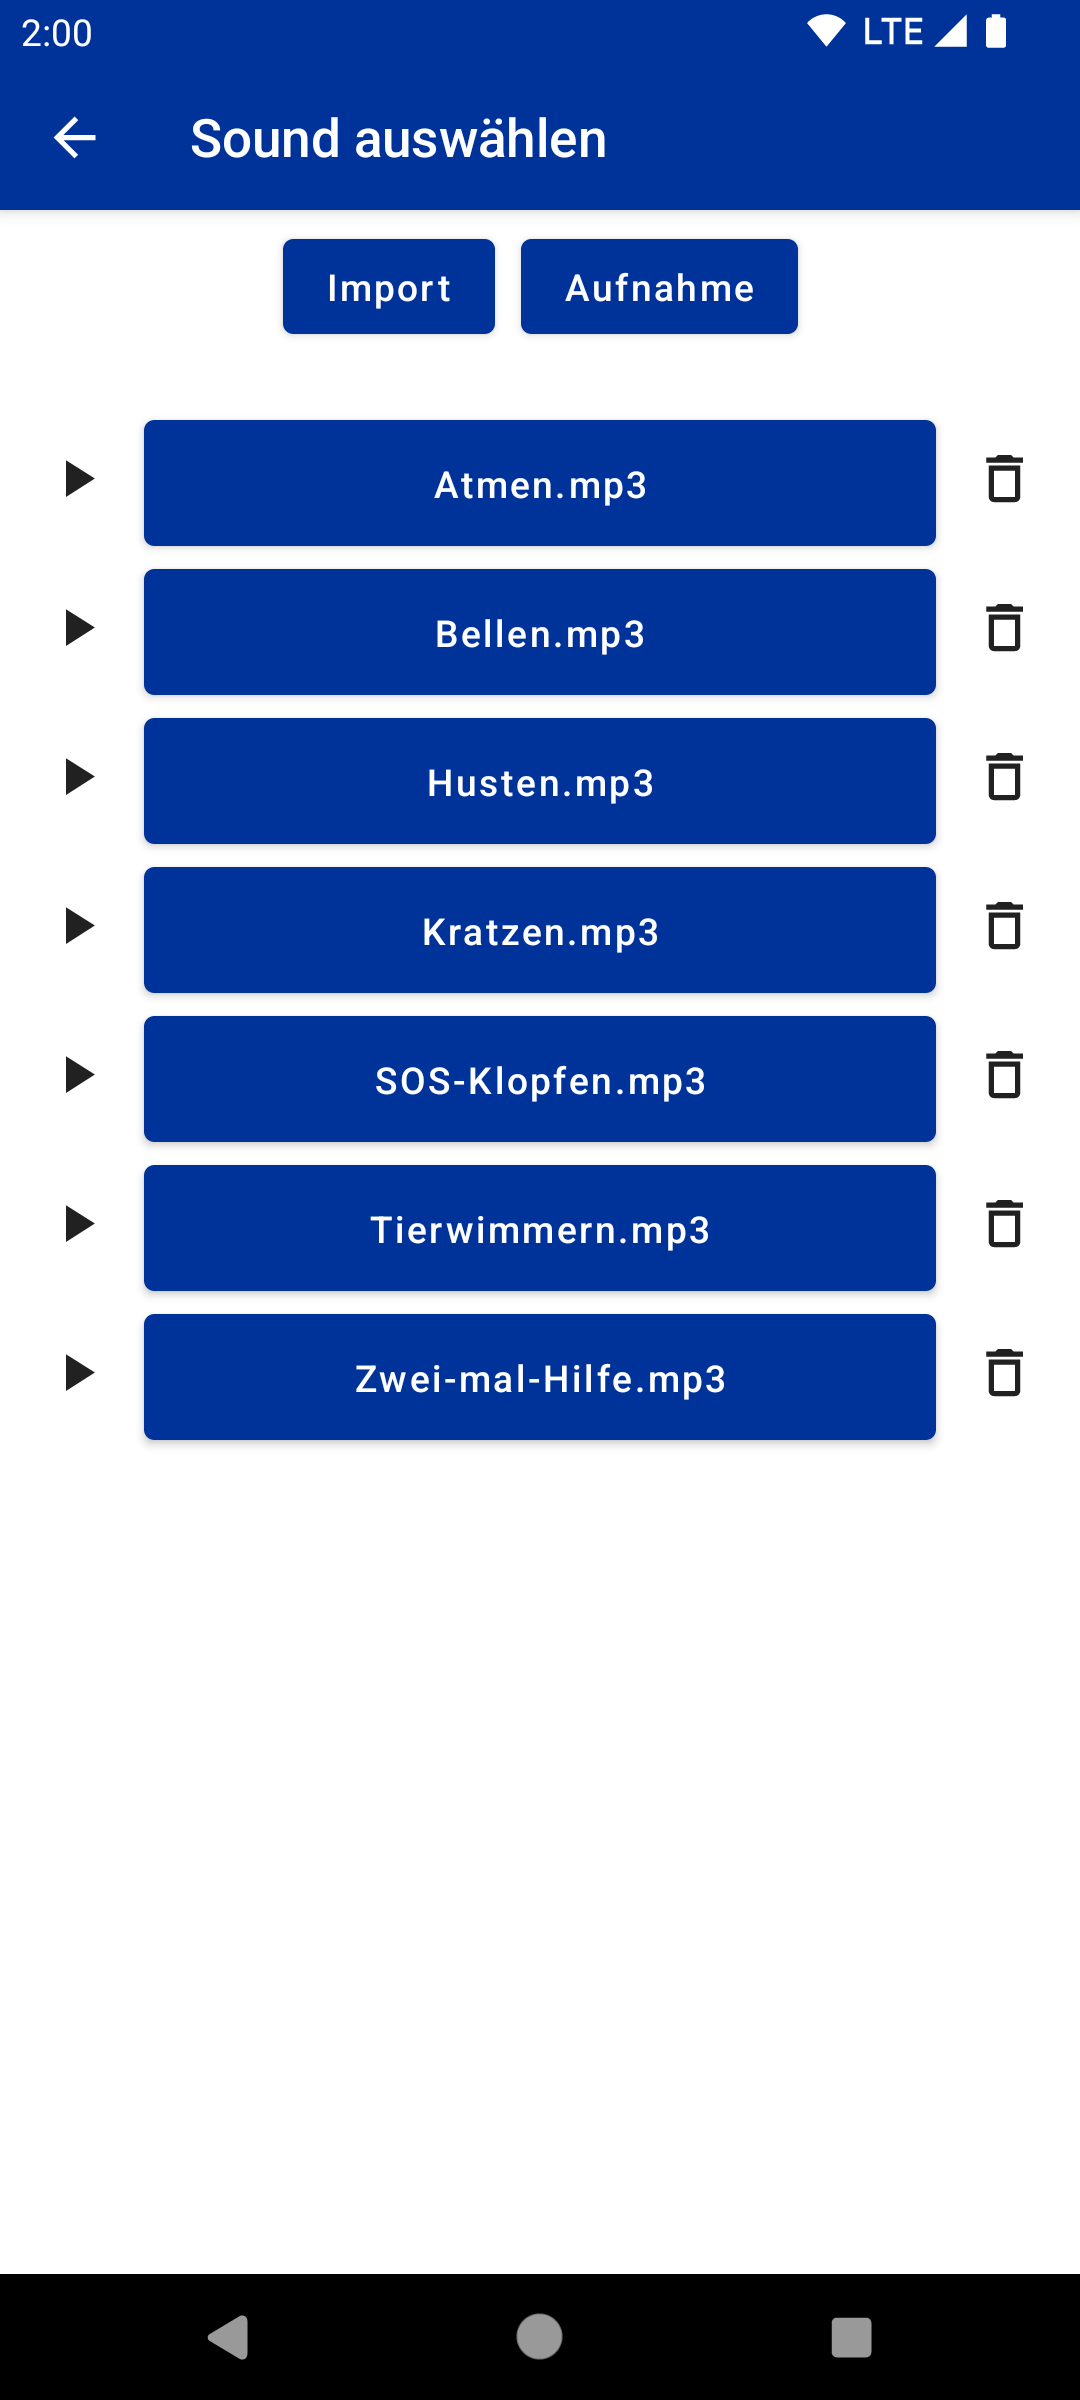 2:00 LTE
Sound auswählen
Import Aufnahme
Atmen.mp3
Bellen.mp3
Husten.mp3
Kratzen.mp3
SOS-Klopfen.mp3
Tierwimmern.mp3
Zwei-mal-Hilfe.mp3